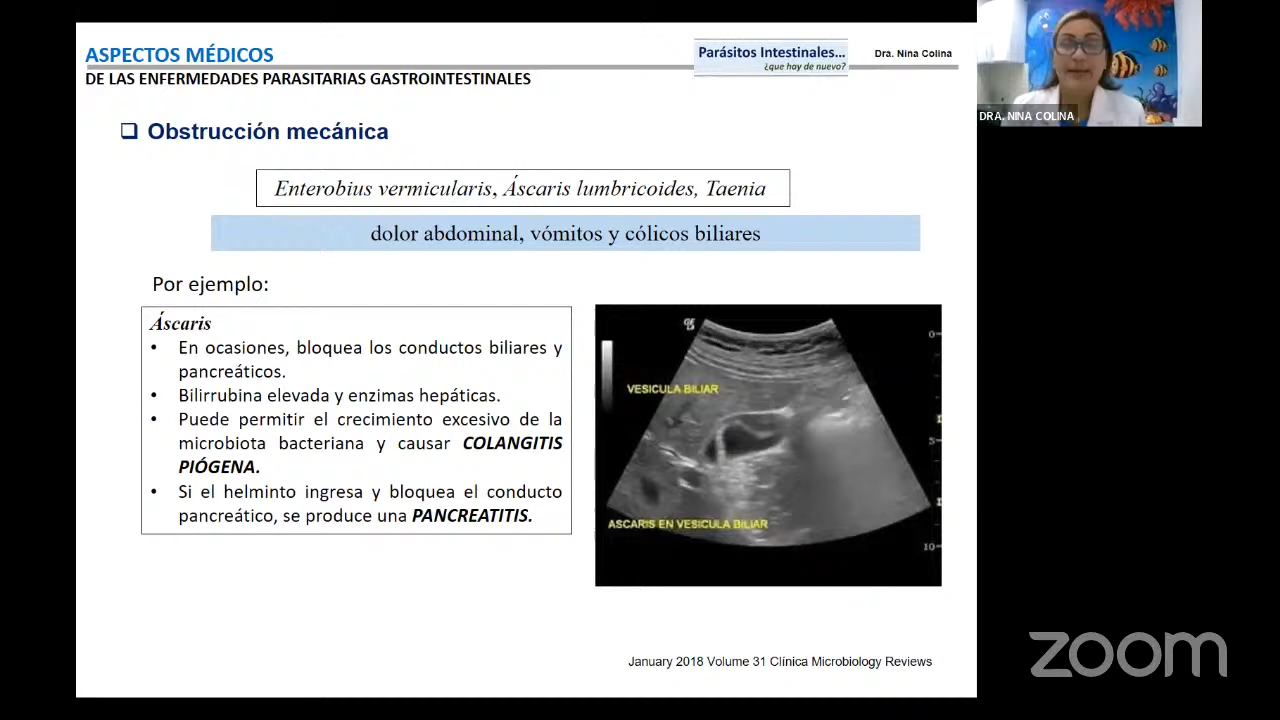 ASPECTOS MÉDICOS
DE LAS ENFERMEDADES PARASITARIAS GASTROINTESTINALES
Parásitos Intestinales...
¿que hay de nuevo?
Dra. Nina Colina
DRA. NINA COLINA
❑ Obstrucción mecánica
Enterobius vermicularis, Áscaris lumbricoides, Taenia
dolor abdominal, vómitos y cólicos biliares
Por ejemplo:
Áscaris
• En ocasiones, bloquea los conductos biliares y
pancreáticos.
• Bilirrubina elevada y enzimas hepáticas.
• Puede permitir el crecimiento excesivo de la
microbiota bacteriana y causar COLANGITIS
PIÓGENA.
• Si el helminto ingresa y bloquea el conducto
pancreático, se produce una PANCREATITIS.
VESICULA BILIAR
ASCARIS EN VESICULA BILIAR
0
5
10
January 2018 Volume 31 Clínica Microbiology Reviews
zoom